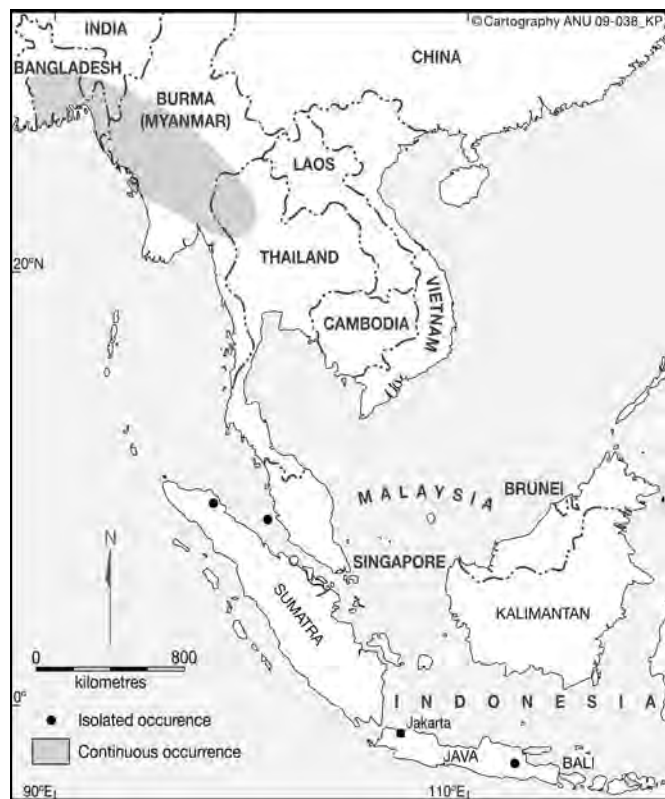 © Cartography ANU 09-038_KP
INDIA
CHINA
BANGLADESH
BURMA
(MYANMAR)
LAOS
20°N
THAILAND
VIETNAM
CAMBODIA
MALAYSIA
BRUNEI
N
SINGAPORE
SUMATRA
KALIMANTAN
0 800
kilometres
0°
INDONESIA
Isolated occurence
Jakarta
Continuous occurrence
JAVA
BALI
90°E
110°E